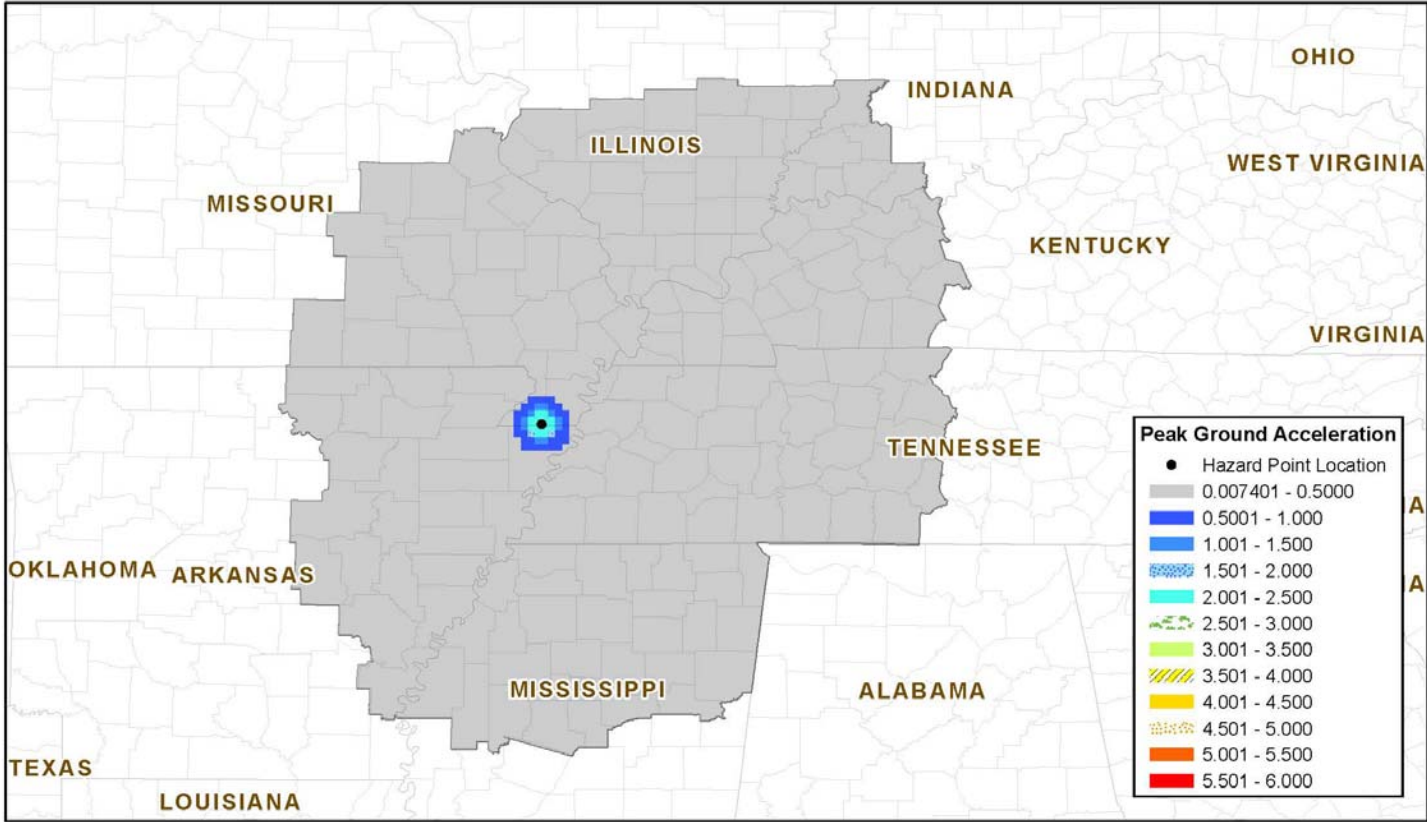 OHIO
INDIANA
ILLINOIS
WEST VIRGINIA
MISSOURI
KENTUCKY
VIRGINIA
TENNESSEE
OKLAHOMA
ARKANSAS
MISSISSIPPI
ALABAMA
TEXAS
LOUISIANA
A
A
Peak Ground Acceleration
Hazard Point Location
0.007401 - 0.5000
0.5001 - 1.000
1.001 - 1.500
1.501 - 2.000
2.001 - 2.500
2.501 - 3.000
3.001 - 3.500
3.501 - 4.000
4.001 - 4.500
4.501 - 5.000
5.001 - 5.500
5.501 - 6.000